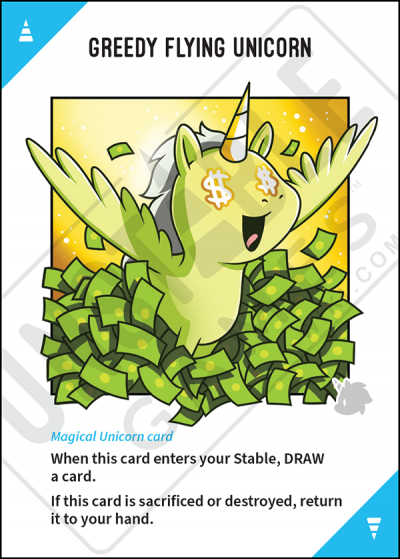 GREEDY FLYING UNICORN
Magical Unicorn card
When this card enters your Stable, DRAW
a card.
If this card is sacrificed or destroyed, return
it to your hand.